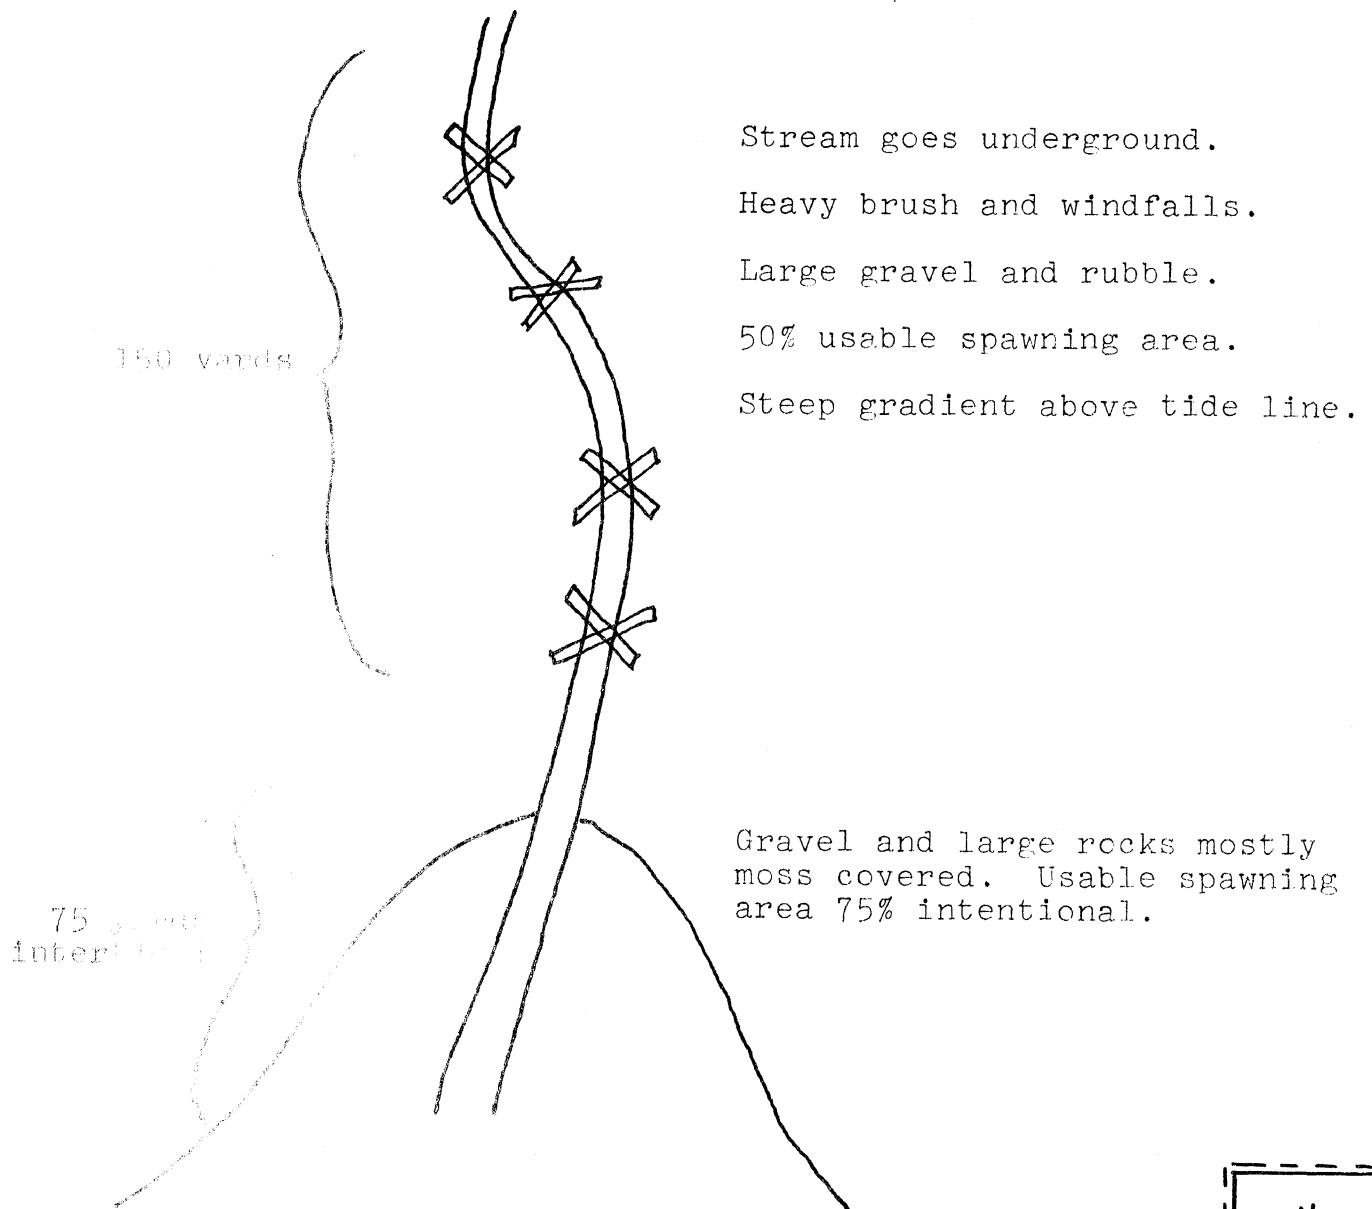 Stream goes underground.
Heavy brush and windfalls.
Large gravel and rubble.
50% usable spawning area.
Steep gradient above tide line.
150 yards
Gravel and large rocks mostly
moss covered. Usable spawning
area 75% intentional.
75